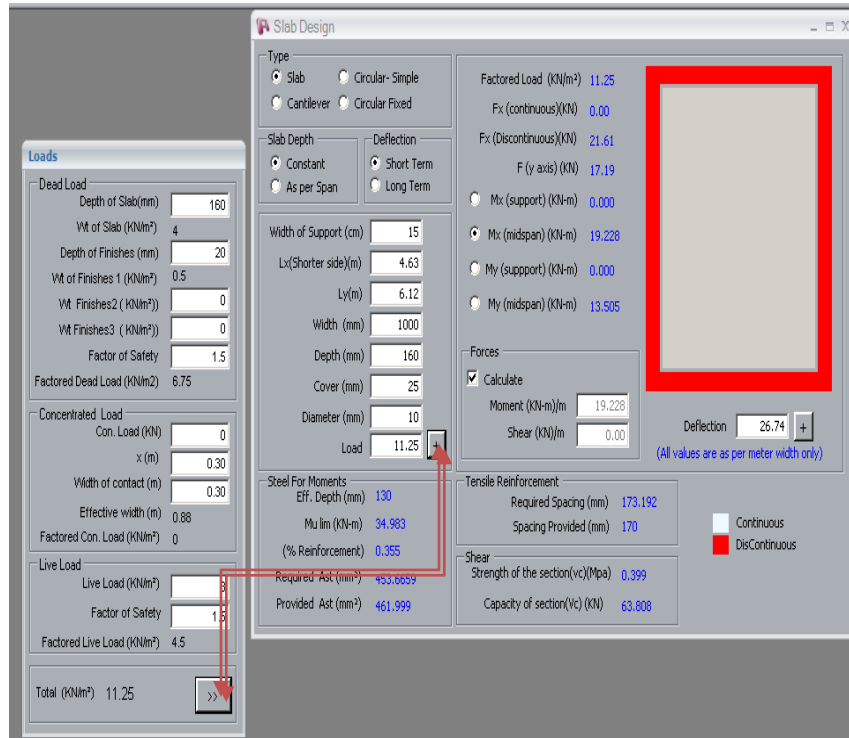 Slab Design
Type
Slab
Circular- Simple
Cantilever
Circular Fixed
Slab Depth
Constant
As per Span
Deflection
Short Term
Long Term
Width of Support (cm) 15
Lx(Shorter side)(m) 4.63
Ly(m) 6.12
Width (mm) 1000
Depth (mm) 160
Cover (mm) 25
Diameter (mm) 10
Load 11.25 +
Steel For Moments
Eff. Depth (mm) 130
Mu lim (KN-m) 34.983
(% Reinforcement) 0.355
Required Ast (mm²) 453.6659
Provided Ast (mm²) 461.999
Factored Load (KN/m²) 11.25
Fx (continuous)(KN) 0.00
Fx (Discontinuous)(KN) 21.61
F (y axis) (KN) 17.19
Mx (support) (KN-m) 0.000
Mx (midspan) (KN-m) 19.228
My (suppport) (KN-m) 0.000
My (midspan) (KN-m) 13.505
Forces
Calculate
Moment (KN-m)/m 19.228
Shear (KN)/m 0.00
Deflection 26.74 +
(All values are as per meter width only)
Tensile Reinforcement
Required Spacing (mm) 173.192
Spacing Provided (mm) 170
Shear
Strength of the section(vc)(Mpa) 0.399
Capacity of section(Vc) (KN) 63.808
Continuous
DisContinuous
Loads
Dead Load
Depth of Slab(mm) 160
Wt of Slab (KN/m²) 4
Depth of Finishes (mm) 20
Wt of Finishes 1 (KN/m²) 0.5
Wt Finishes2 ( KN/m²)) 0
Wt Finishes3 ( KN/m²)) 0
Factor of Safety 1.5
Factored Dead Load (KN/m2) 6.75
Concentrated Load
Con. Load (KN) 0
x (m) 0.30
Width of contact (m) 0.30
Effective width (m) 0.88
Factored Con. Load (KN/m²) 0
Live Load
Live Load (KN/m²)
Factor of Safety 1.5
Factored Live Load (KN/m²) 4.5
Total (KN/m²) 11.25 >>